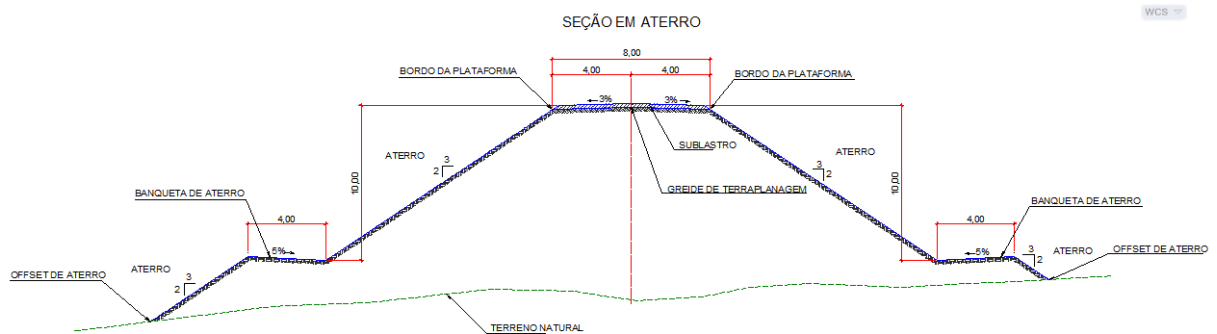 WCS
SEÇÃO EM ATERRO
8,00
4,00 4,00
BORDO DA PLATAFORMA
BORDO DA PLATAFORMA
3% 3%
SUBLASTRO
GREIDE DE TERRAPLANAGEM
ATERRO
3
2
10,00
ATERRO
3
2
10,00
BANQUETA DE ATERRO
4,00
5%
BANQUETA DE ATERRO
4,00
5%
OFFSET DE ATERRO
ATERRO
3
2
ATERRO
3
2
OFFSET DE ATERRO
TERRENO NATURAL